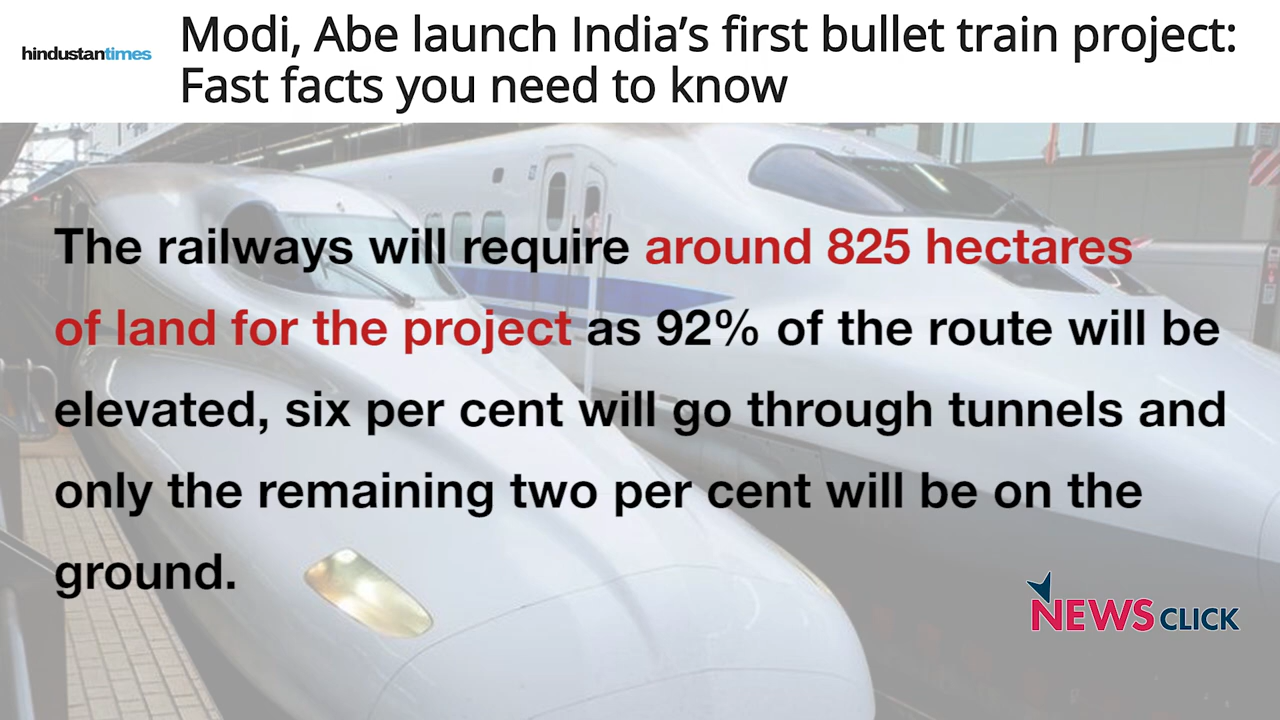 hindustantimes
Modi, Abe launch India’s first bullet train project:
Fast facts you need to know
The railways will require around 825 hectares
of land for the project as 92% of the route will be
elevated, six per cent will go through tunnels and
only the remaining two per cent will be on the
ground.
NEWSCLICK